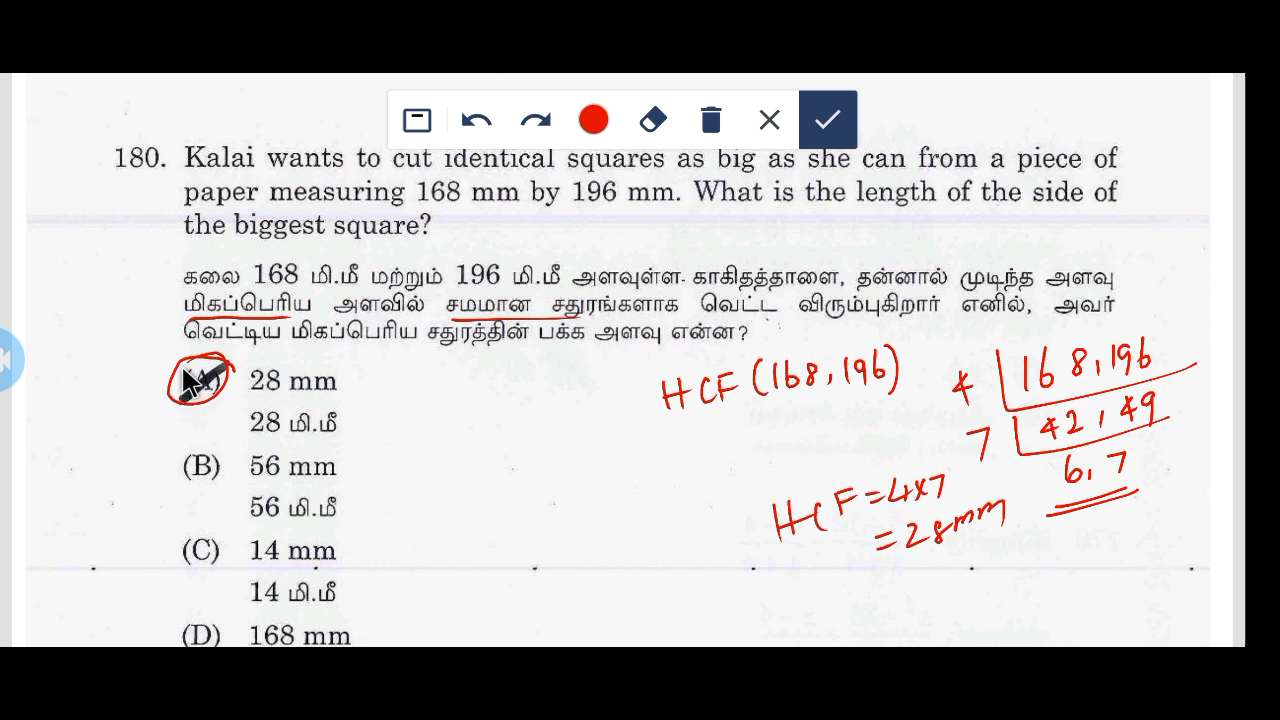 180. Kalai wants to cut identical squares as big as she can from a piece of
paper measuring 168 mm by 196 mm. What is the length of the side of
the biggest square?
கலை 168 மி.மீ மற்றும் 196 மி.மீ அளவுள்ள காகிதத்தாளை, தன்னால் முடிந்த அளவு
மிகப்பெரிய அளவில் சமமான சதுரங்களாக வெட்ட விரும்புகிறார் எனில், அவர்
வெட்டிய மிகப்பெரிய சதுரத்தின் பக்க அளவு என்ன?
(A) 28 mm
28 மி.மீ
(B) 56 mm
56 மி.மீ
(C) 14 mm
14 மி.மீ
(D) 168 mm
HCF (168, 196)
4 168, 196
7 42, 49
6, 7
HCF = 4x7
= 28mm